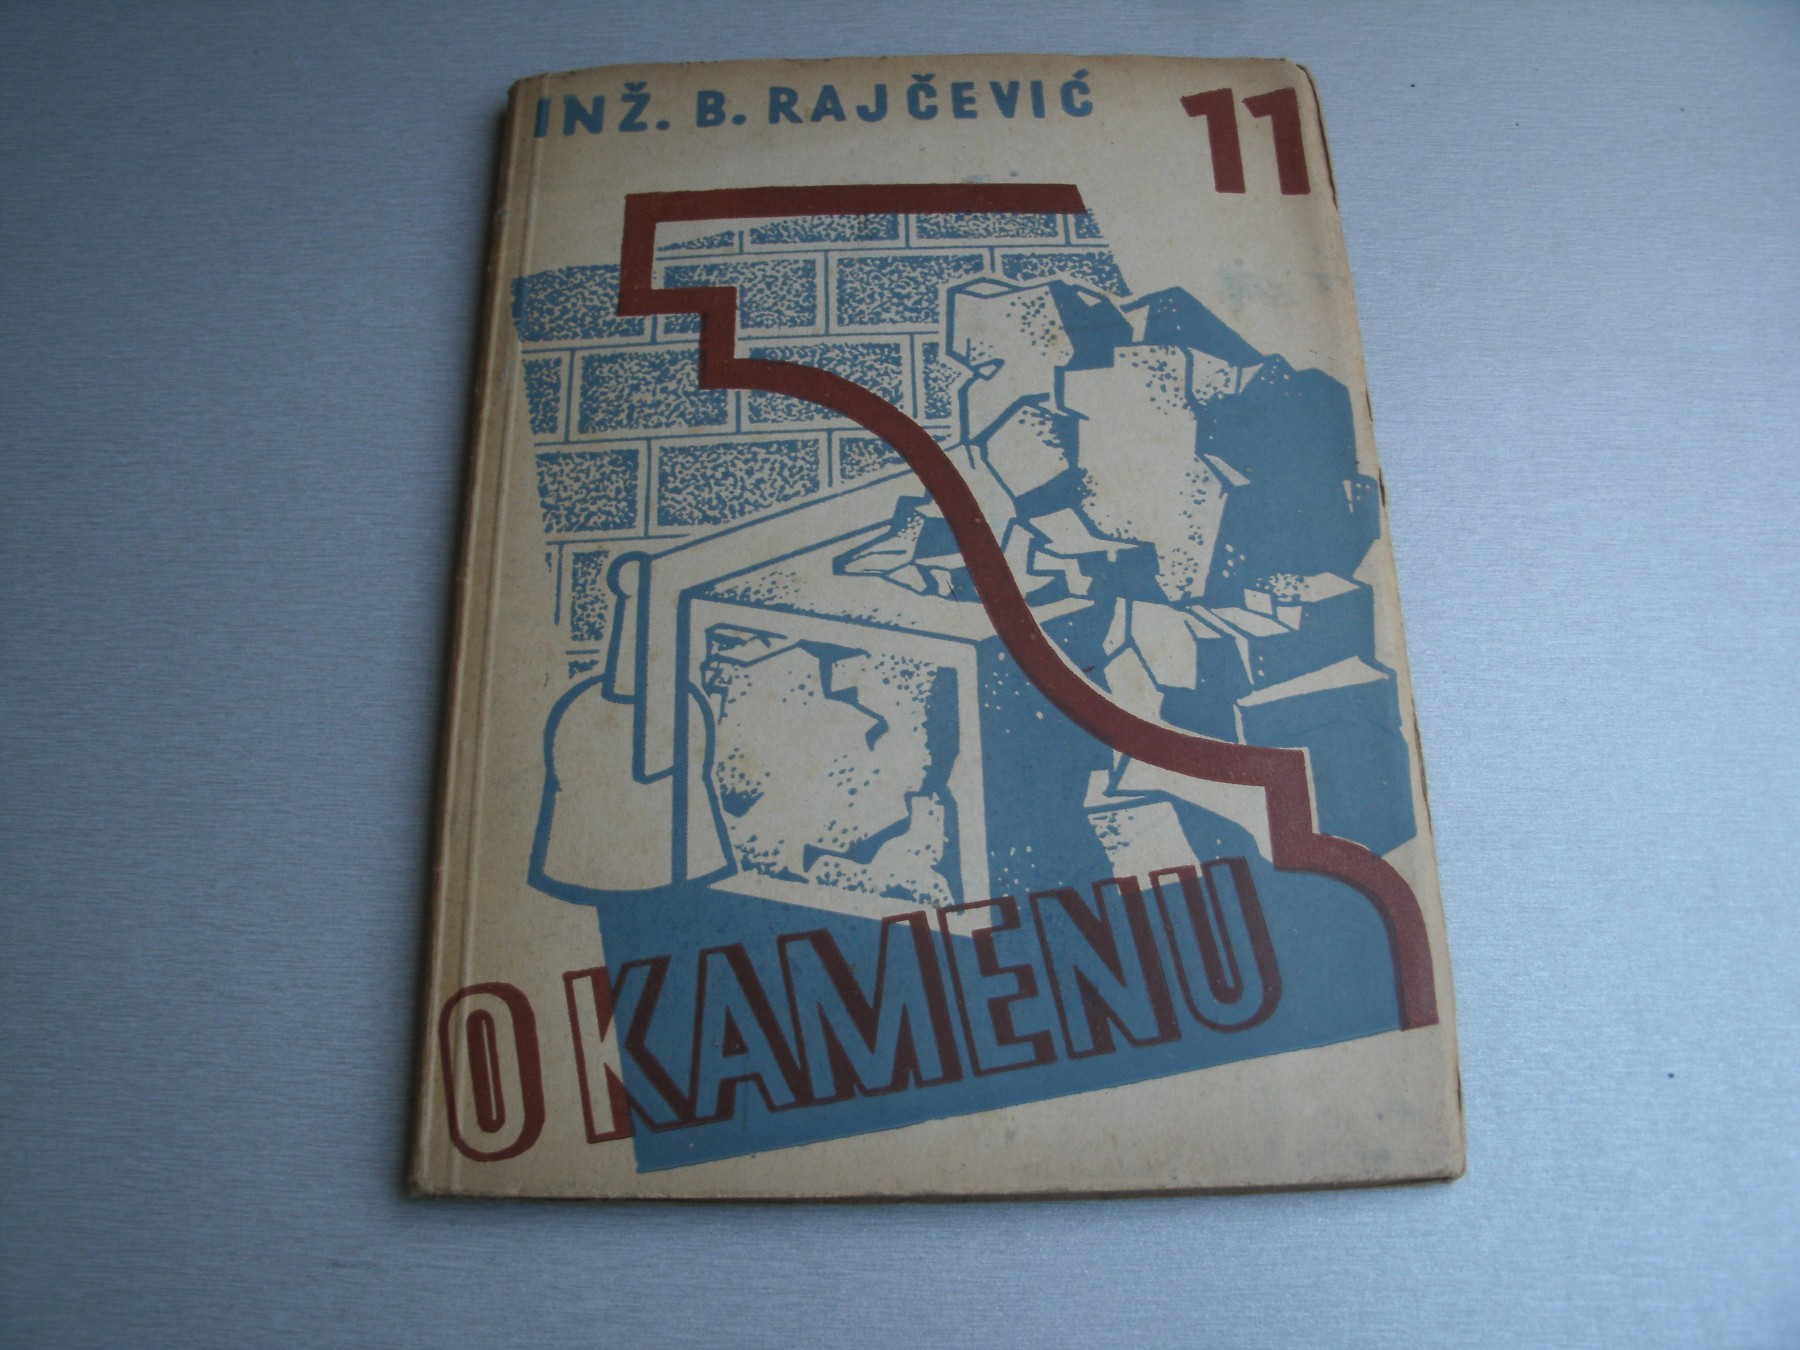 INŽ. B. RAJČEVIĆ
11
O KAMENU